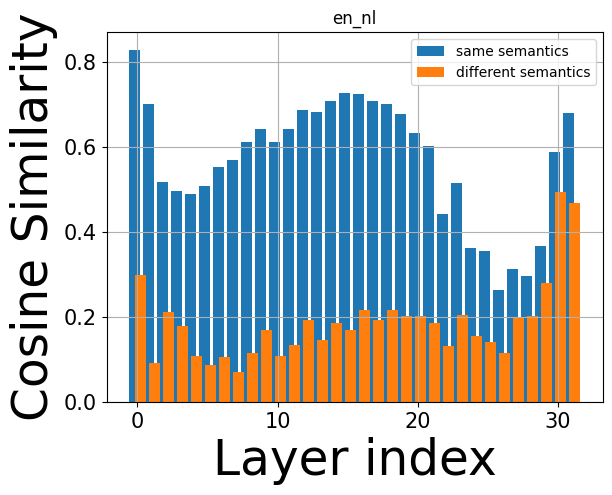 en_nl
same semantics
different semantics
Cosine Similarity
0.8
0.6
0.4
0.2
0.0
0
10
20
30
Layer index